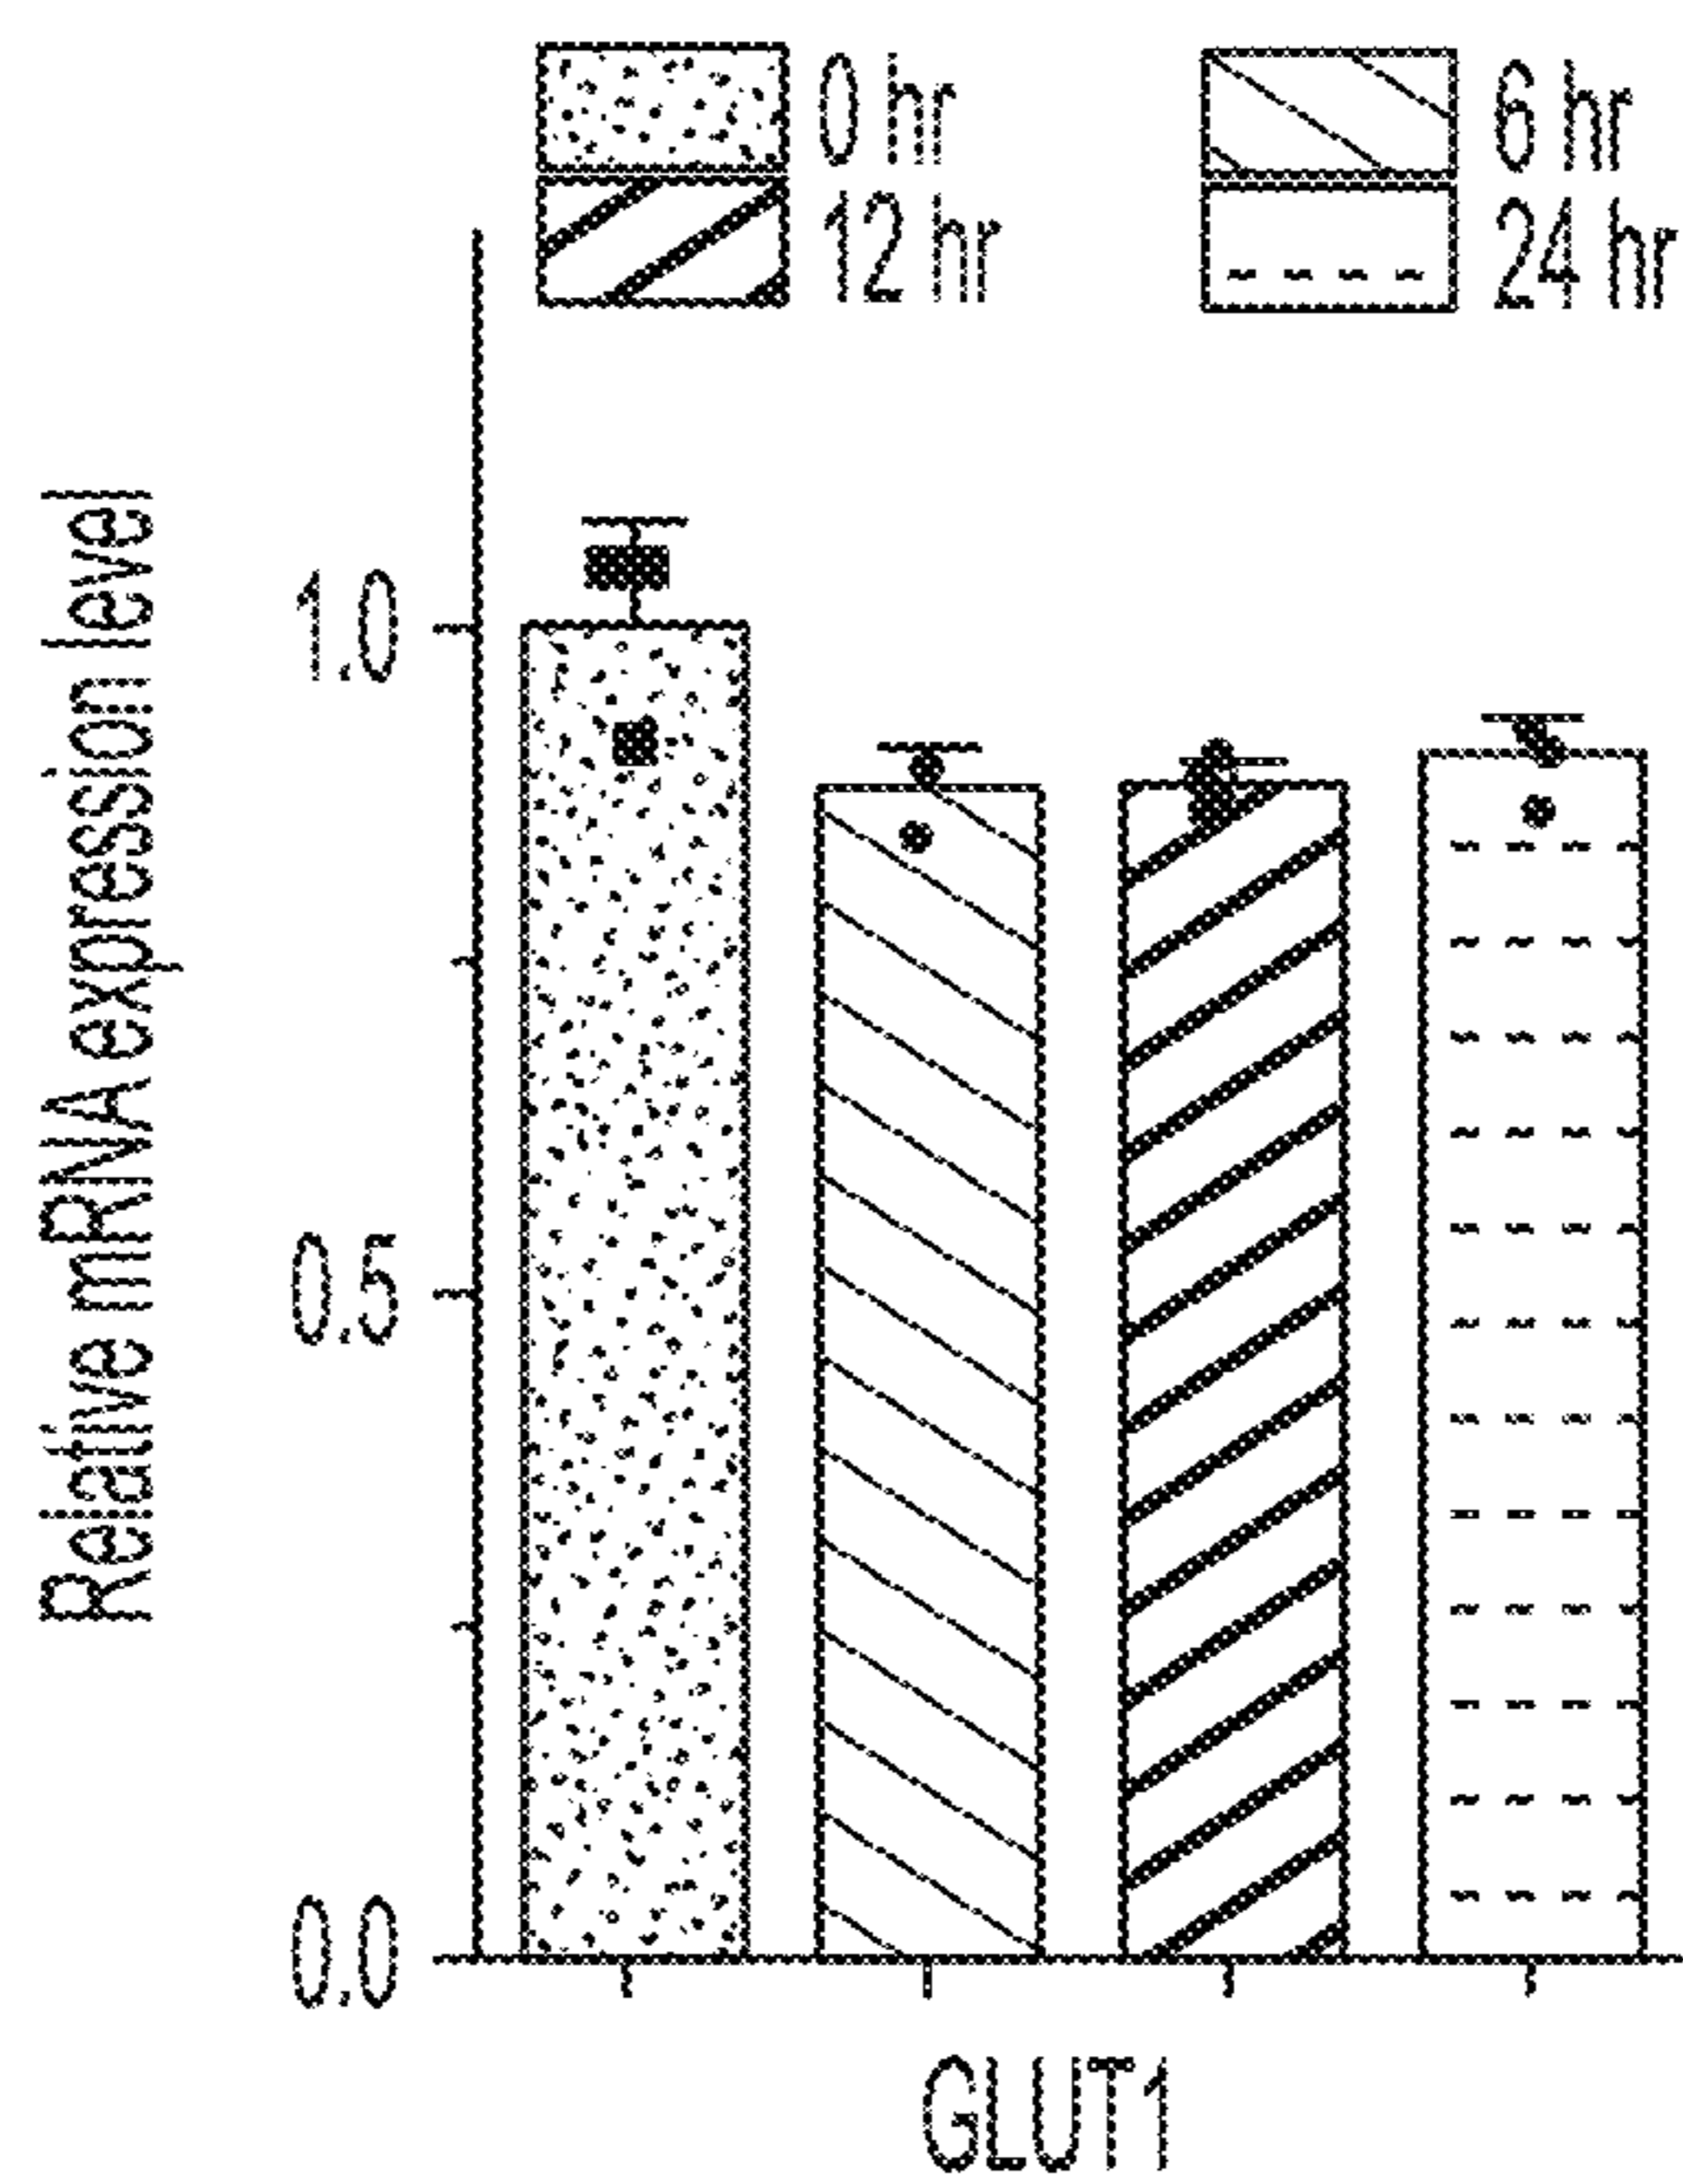 0 hr
6 hr
12 hr
24 hr
Relative mRNA expression level
1.0
0.5
0.0
GLUT1